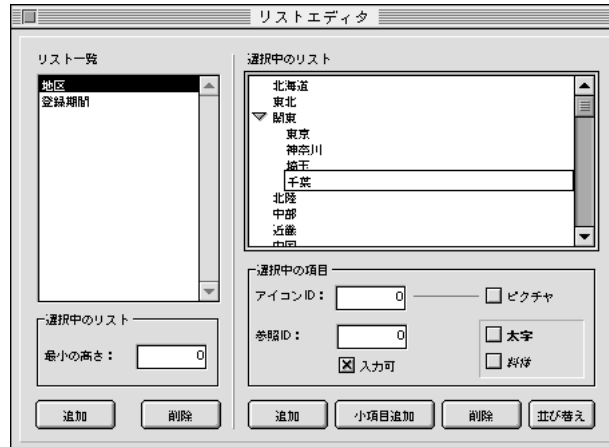 リストエディタ
リスト一覧
地区
登録期間
選択中のリスト
最小の高さ： 0
追加 削除
選択中のリスト
北海道
東北
関東
東京
神奈川
埼玉
千葉
北陸
中部
近畿
中国
選択中の項目
アイコンID： 0 ピクチャ
参照ID： 0 太字
入力可 斜体
追加 小項目追加 削除 並び替え